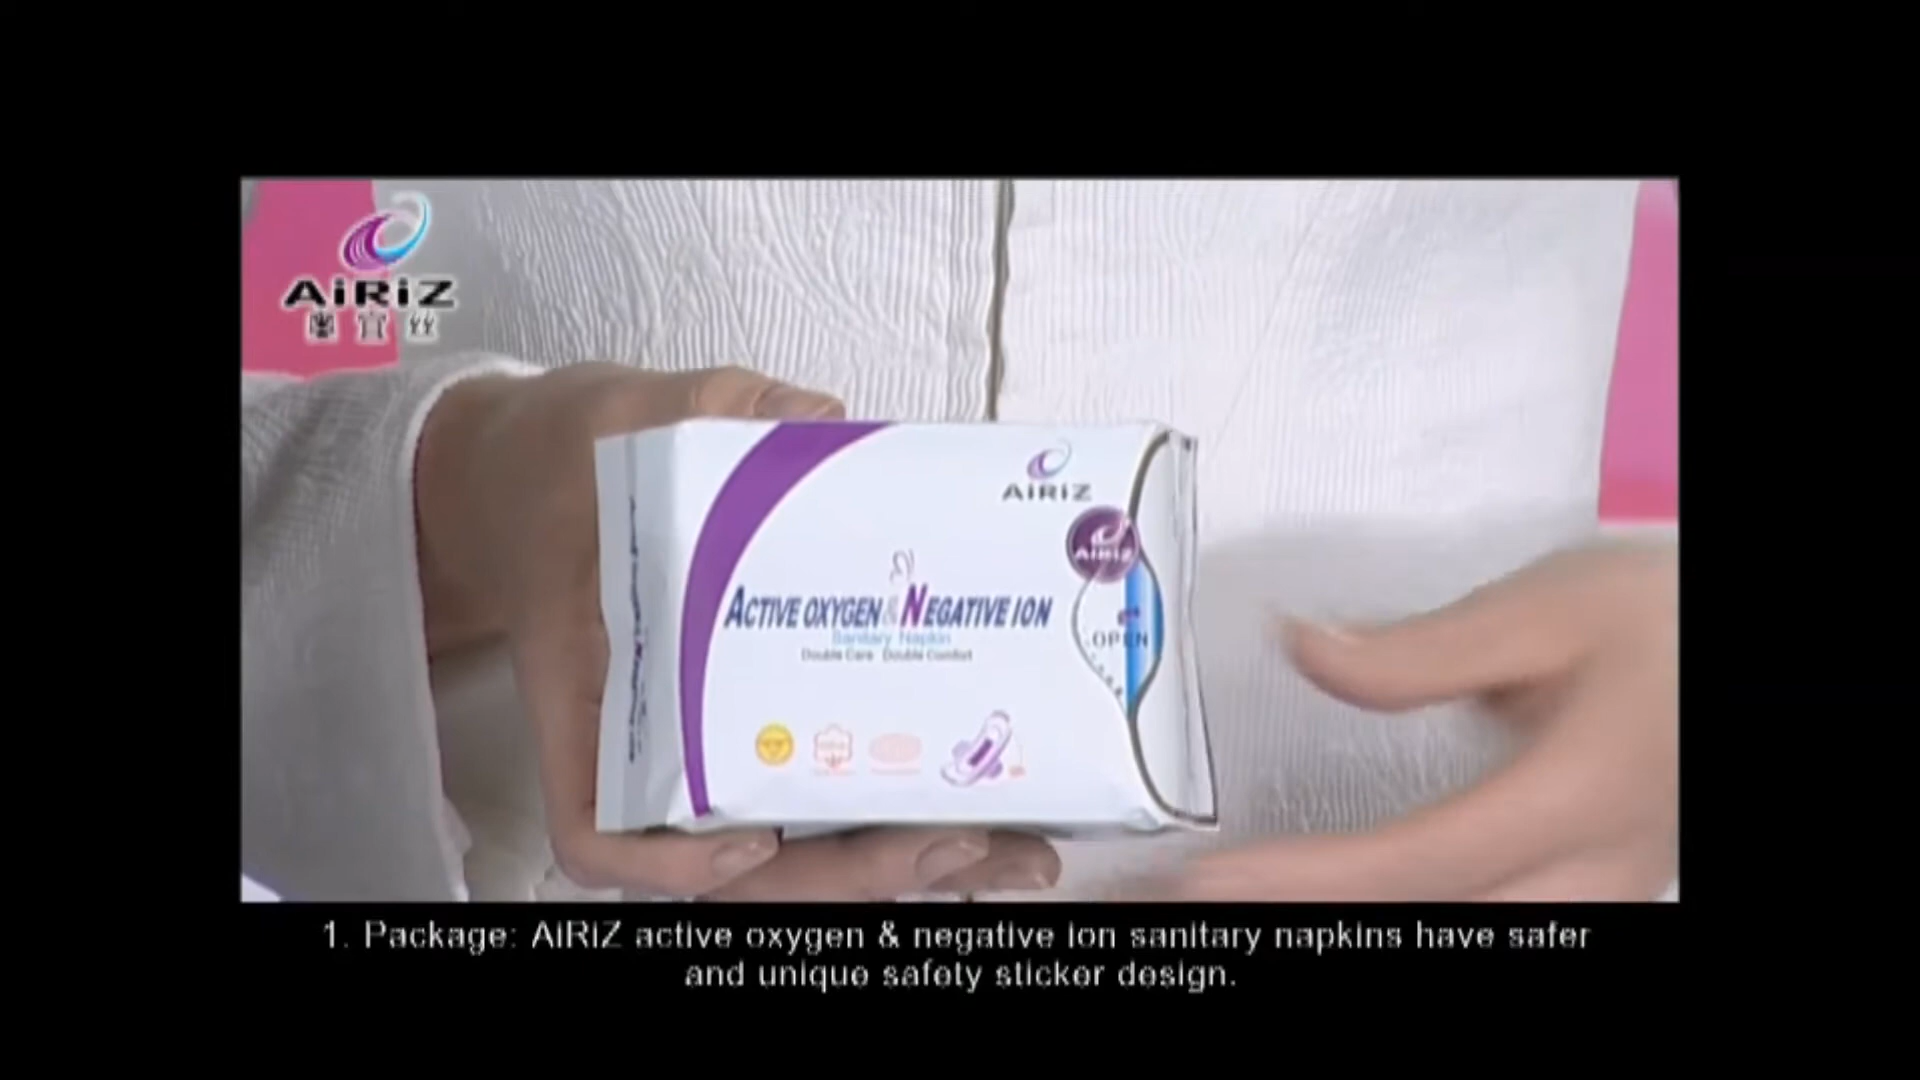 AiRiZ
AiRiZ
AiRiZ
ACTIVE OXYGEN & NEGATIVE ION
Sanitary Napkin
Double Care Double Comfort
OPEN
1. Package: AiRiZ active oxygen & negative ion sanitary napkins have safer
and unique safety sticker design.